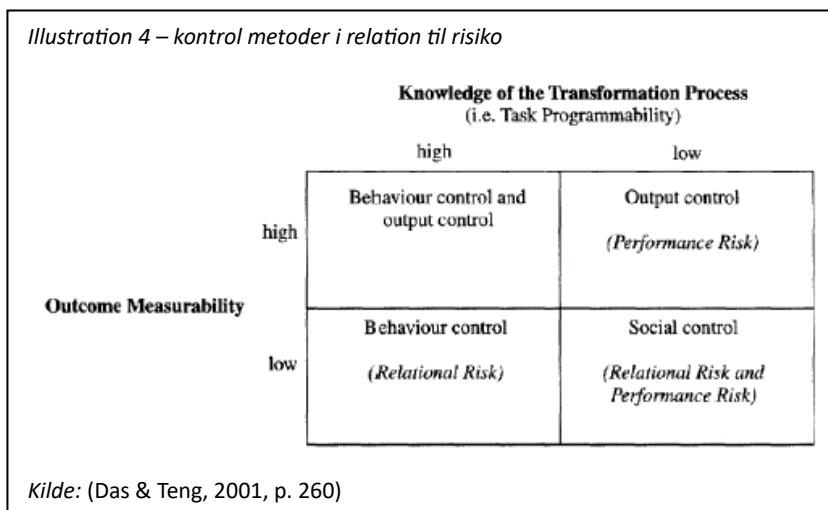 Illustration 4 – kontrol metoder i relation til risiko
Knowledge of the Transformation Process
(i.e. Task Programmability)
high low
Behaviour control and
output control
Output control
(Performance Risk)
high
Outcome Measurability
low
Behaviour control
(Relational Risk)
Social control
(Relational Risk and
Performance Risk)
Kilde: (Das & Teng, 2001, p. 260)